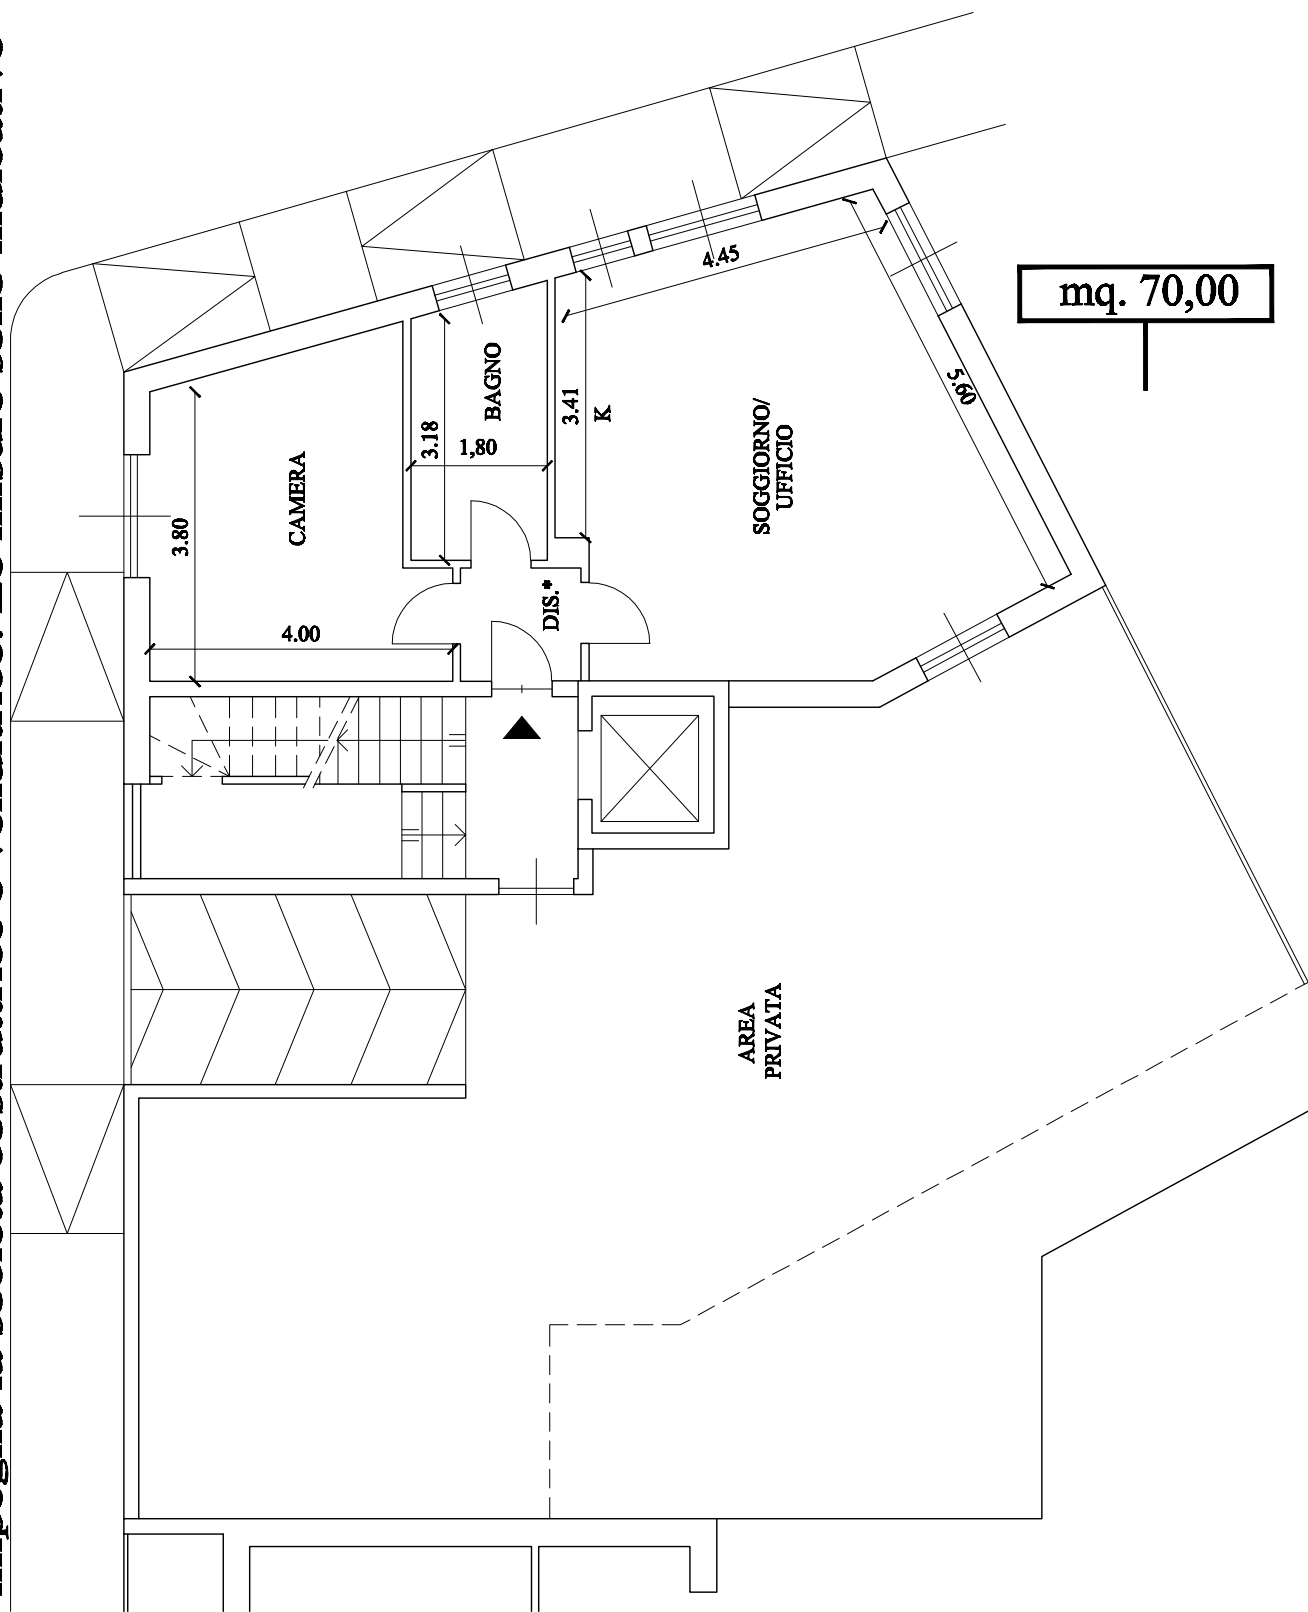 mq. 70,00
4.45
5.60
3.41
K
SOGGIORNO/
UFFICIO
BAGNO
3.18
1,80
CAMERA
3.80
4.00
DIS.*
AREA
PRIVATA